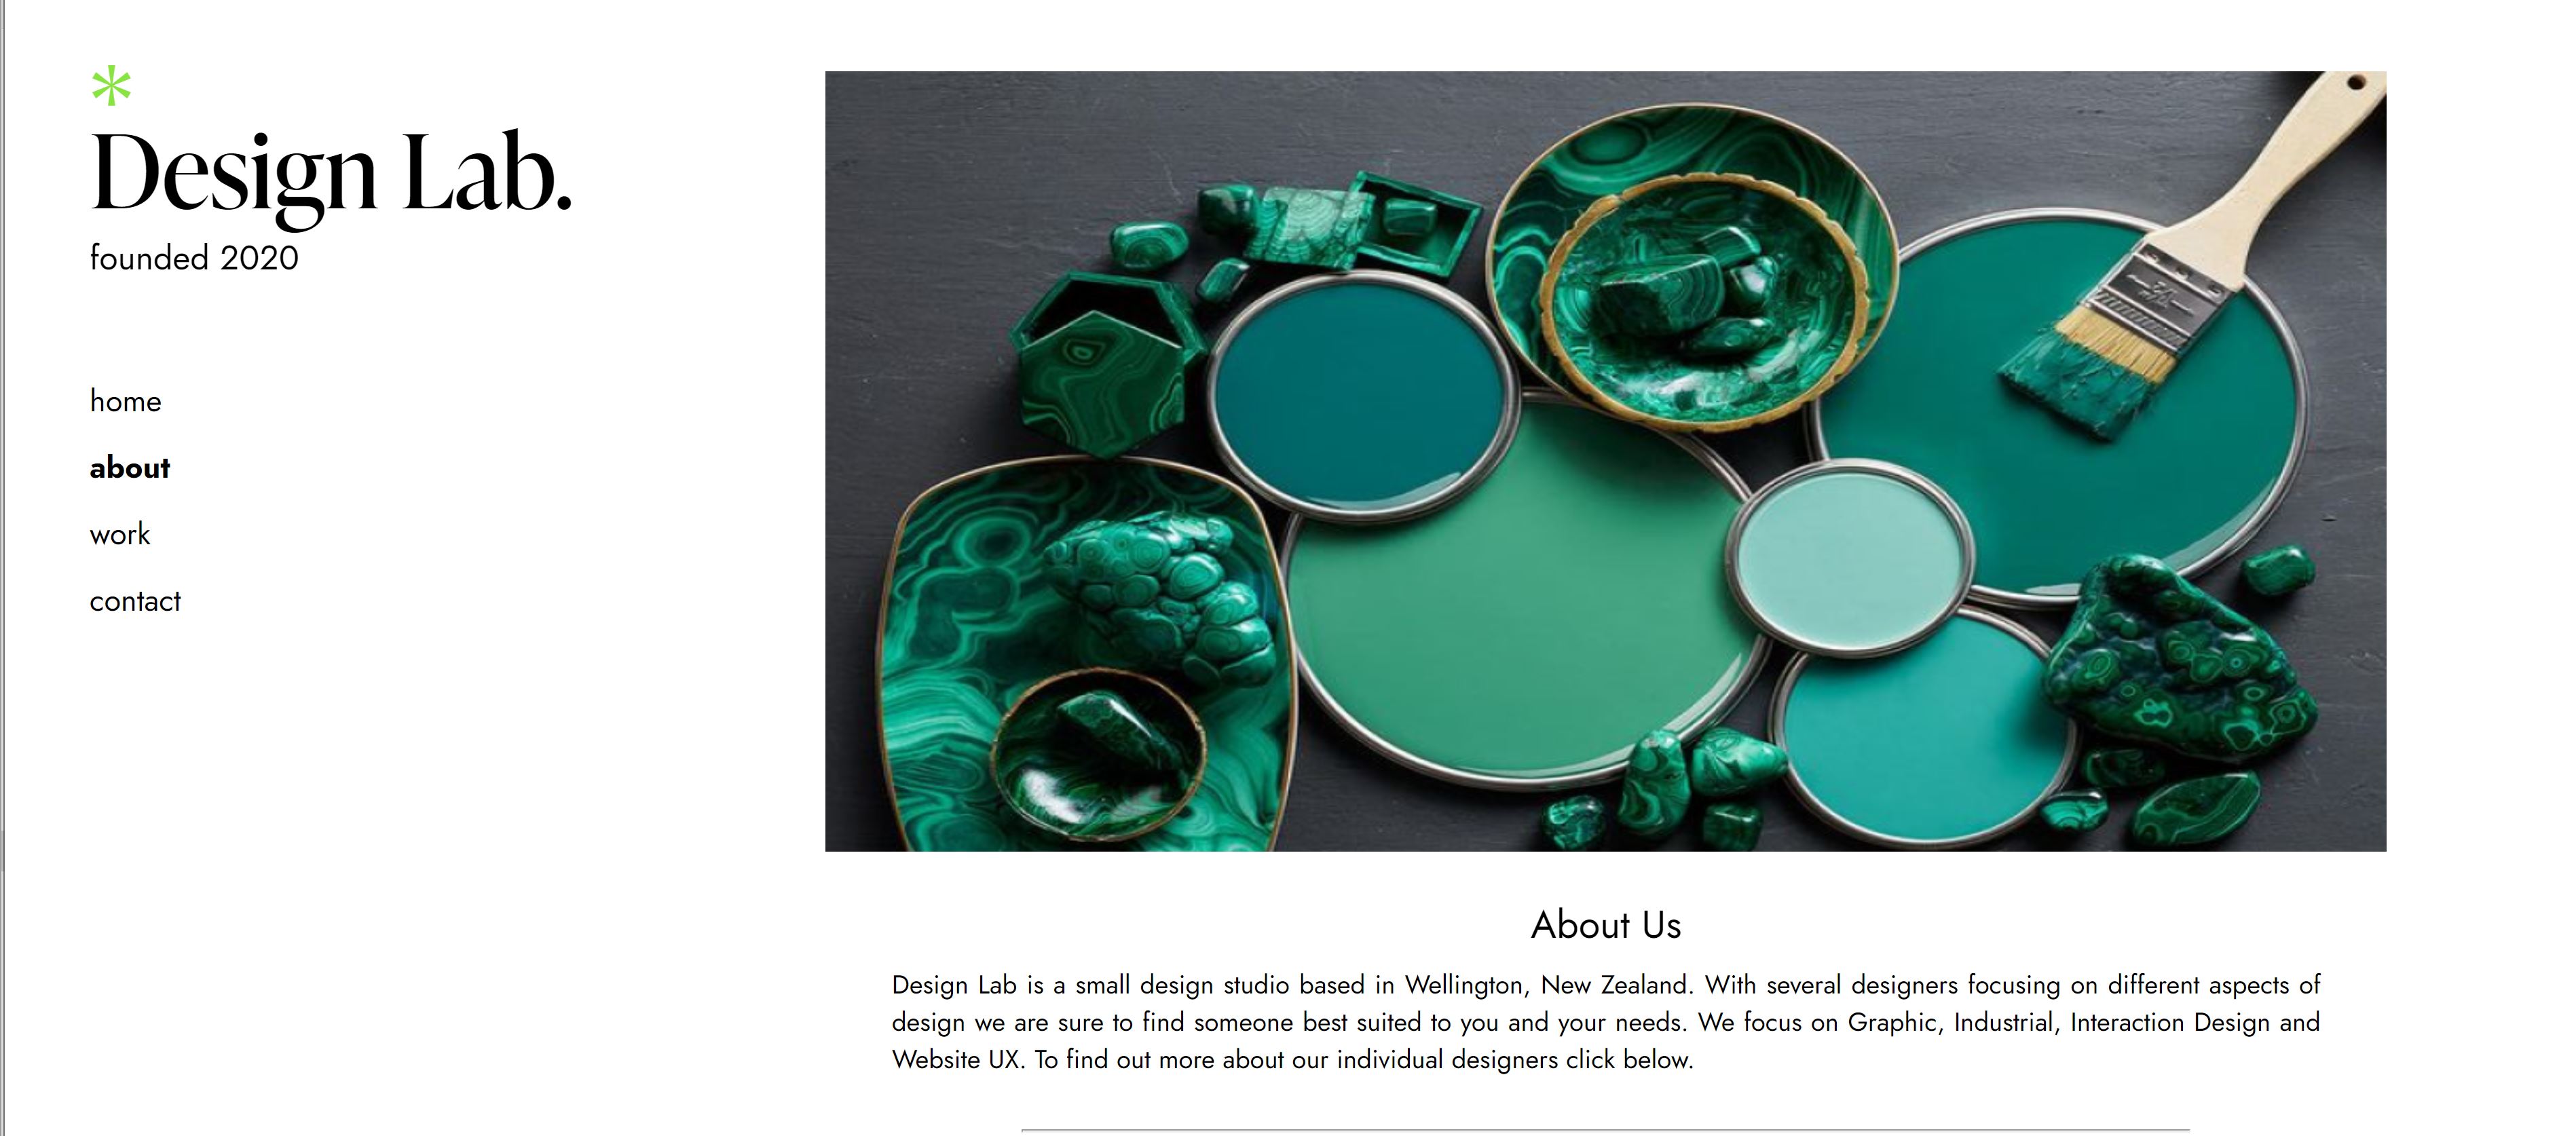 *
Design Lab.
founded 2020
home
about
work
contact
About Us
Design Lab is a small design studio based in Wellington, New Zealand. With several designers focusing on different aspects of
design we are sure to find someone best suited to you and your needs. We focus on Graphic, Industrial, Interaction Design and
Website UX. To find out more about our individual designers click below.